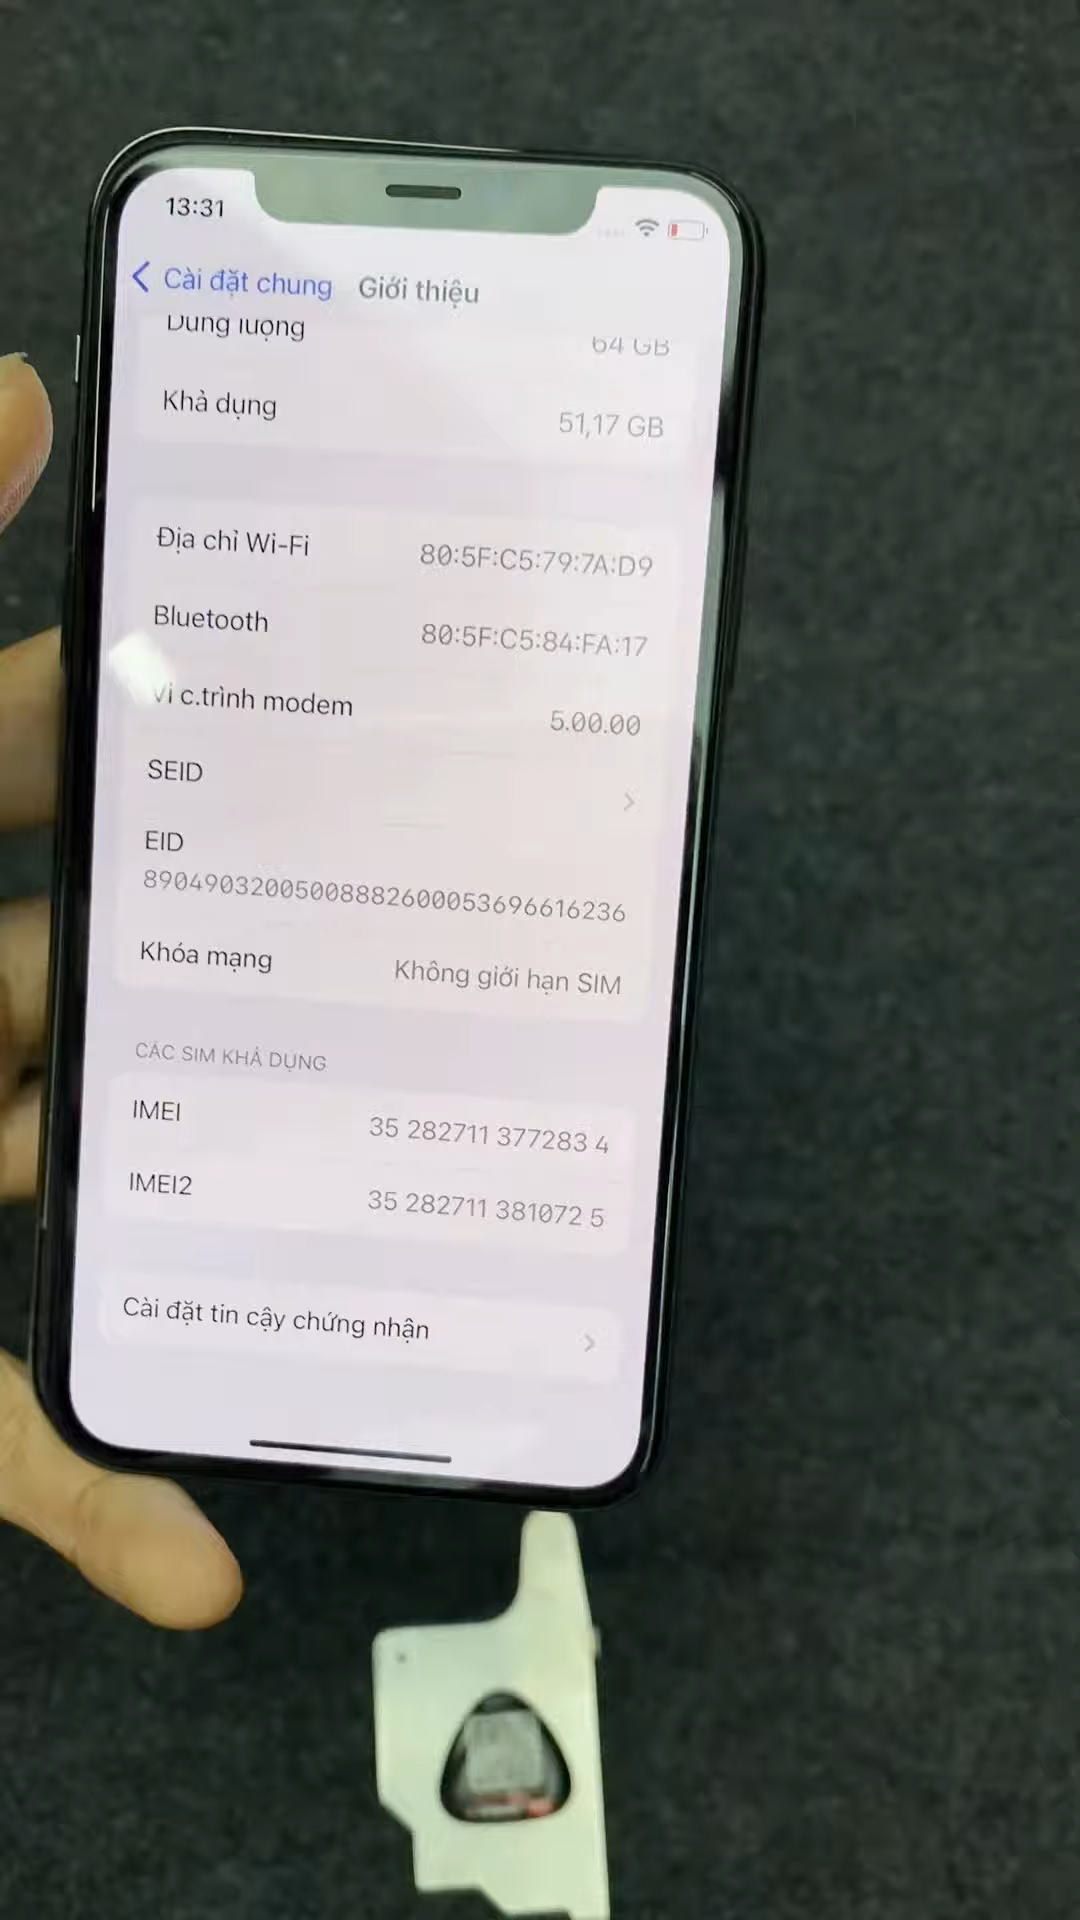 13:31
Cài đặt chung Giới thiệu
Dung lượng 64 GB
Khả dụng 51,17 GB
Địa chỉ Wi-Fi 80:5F:C5:79:7A:D9
Bluetooth 80:5F:C5:84:FA:17
Vi c.trình modem 5.00.00
SEID
EID
89049032005008882600053696616236
Khóa mạng Không giới hạn SIM
CÁC SIM KHẢ DỤNG
IMEI 35 282711 377283 4
IMEI2 35 282711 381072 5
Cài đặt tin cậy chứng nhận